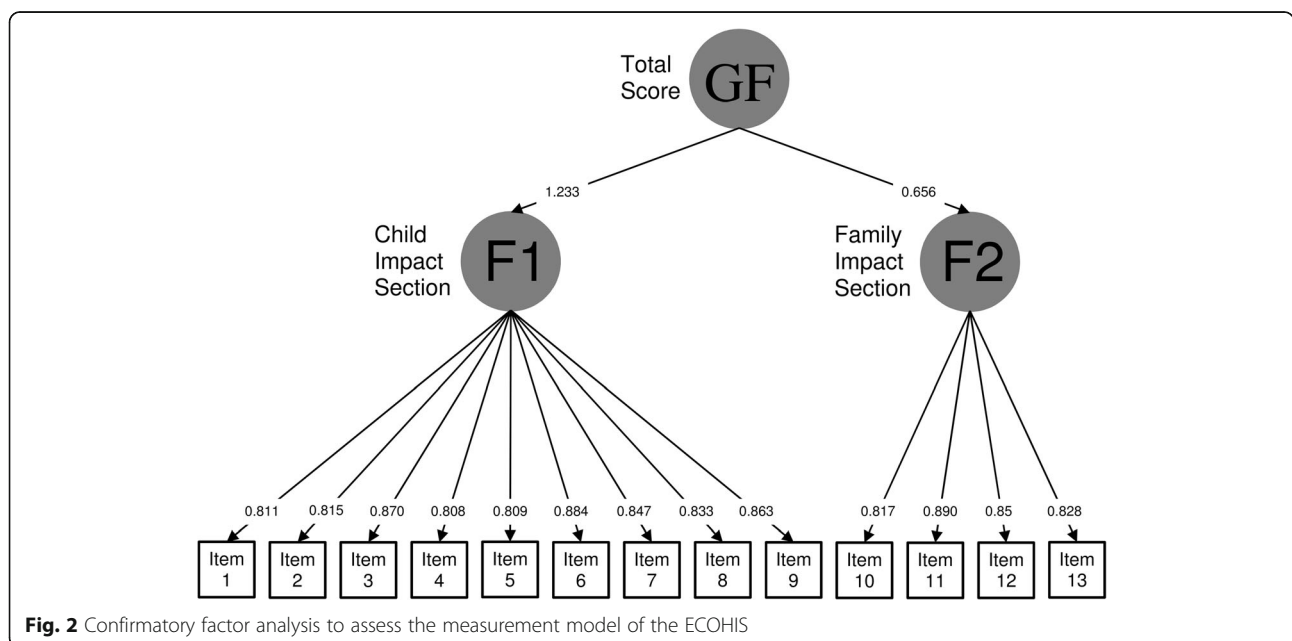 Total
Score
GF
1.233
0.656
Child
Impact
Section
F1
Family
Impact
Section
F2
0.811 0.815 0.870 0.808 0.809 0.884 0.847 0.833 0.863 0.817 0.890 0.85 0.828
Item Item Item Item Item Item Item Item Item Item Item Item Item
1 2 3 4 5 6 7 8 9 10 11 12 13
Fig. 2 Confirmatory factor analysis to assess the measurement model of the ECOHIS